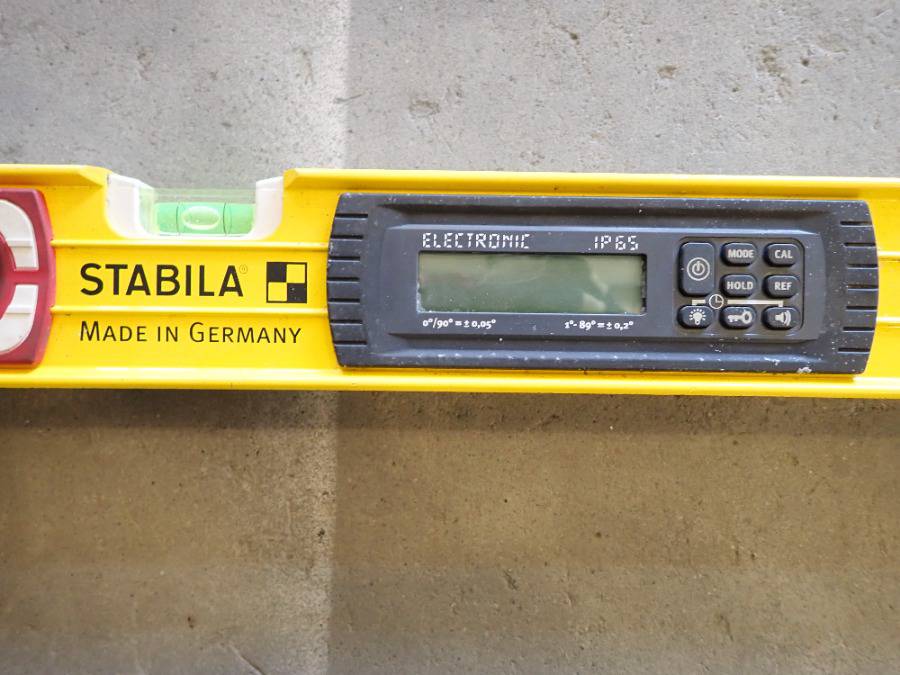 STABILA®
MADE IN GERMANY
ELECTRONIC IP65
0°/90° = ± 0,05° 1°- 89° = ± 0,2°
MODE CAL
HOLD REF